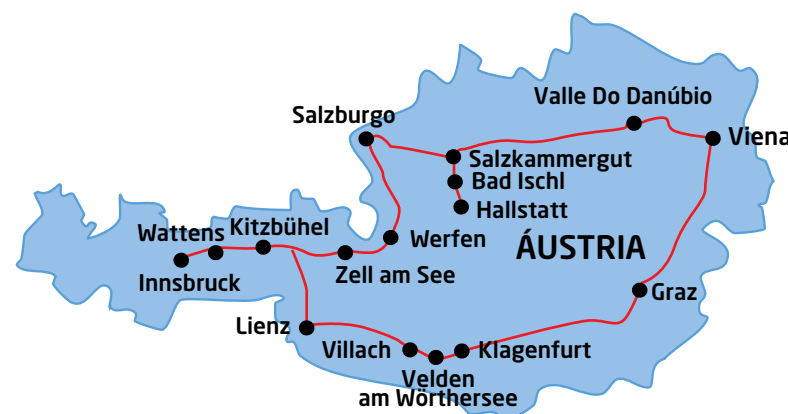 Valle Do Danúbio
Salzburgo
Viena
Salzkammergut
Bad Ischl
Hallstatt
Wattens
Kitzbühel
Werfen
ÁUSTRIA
Innsbruck
Zell am See
Graz
Lienz
Villach
Klagenfurt
Velden
am Wörthersee